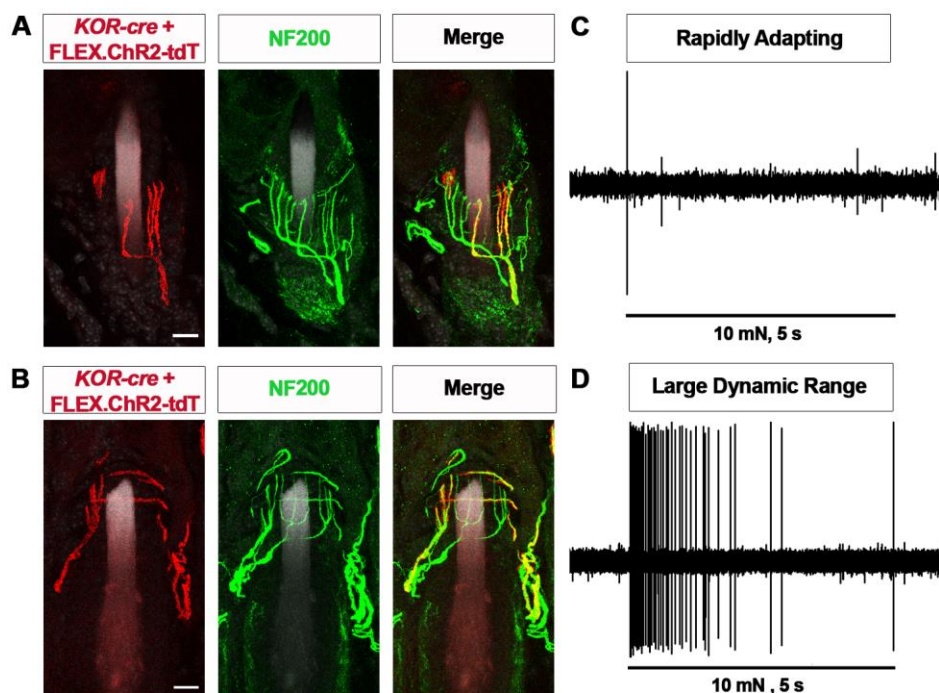 A
KOR-cre +
FLEX.ChR2-tdT
NF200
Merge
C
Rapidly Adapting
10 mN, 5 s
B
KOR-cre +
FLEX.ChR2-tdT
NF200
Merge
D
Large Dynamic Range
10 mN , 5 s